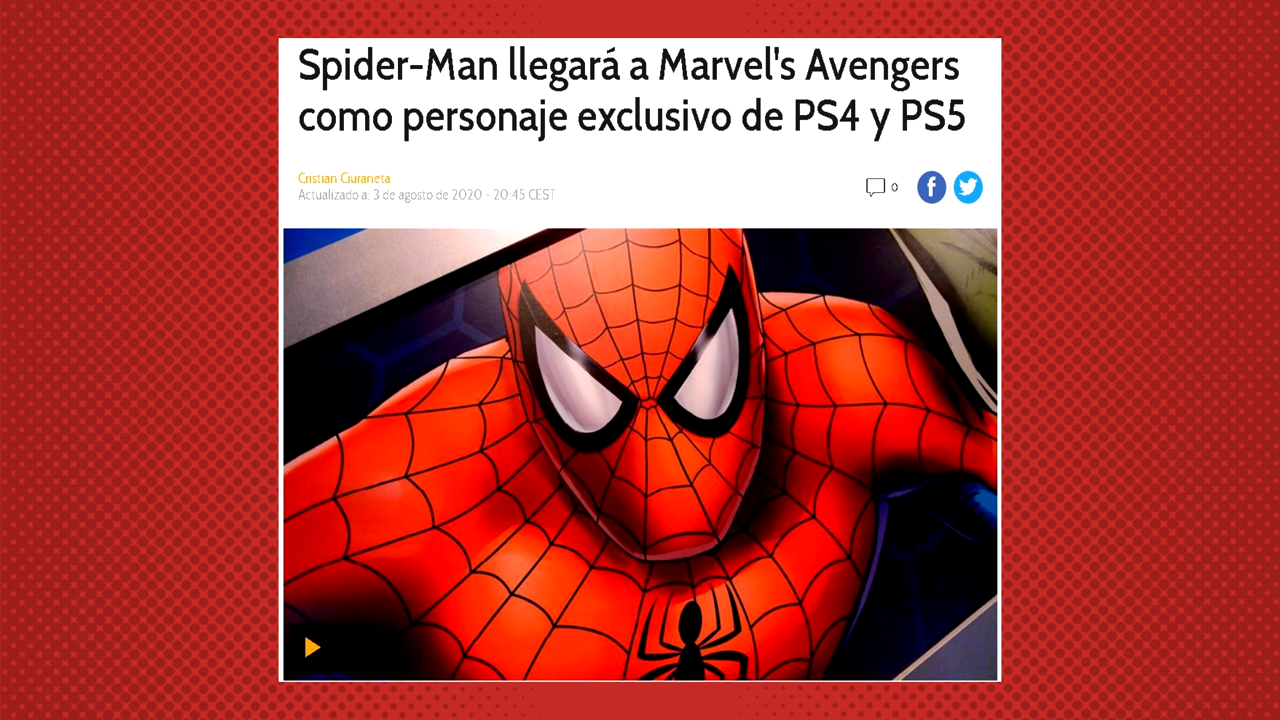 Spider-Man llegará a Marvel's Avengers
como personaje exclusivo de PS4 y PS5
Cristian Ciuraneta
Actualizado a: 3 de agosto de 2020 - 20:45 CEST
0